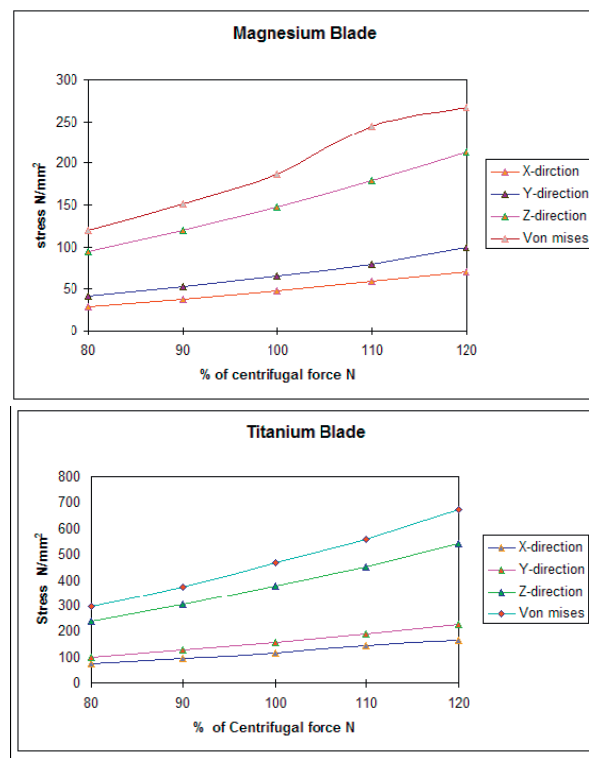 Magnesium Blade
300
250
200
150
100
50
0
stress N/mm²
80 90 100 110 120
% of centrifugal force N
X-dirction
Y-direction
Z-direction
Von mises
Titanium Blade
800
700
600
500
400
300
200
100
0
Stress N/mm²
80 90 100 110 120
% of Centrifugal force N
X-direction
Y-direction
Z-direction
Von mises